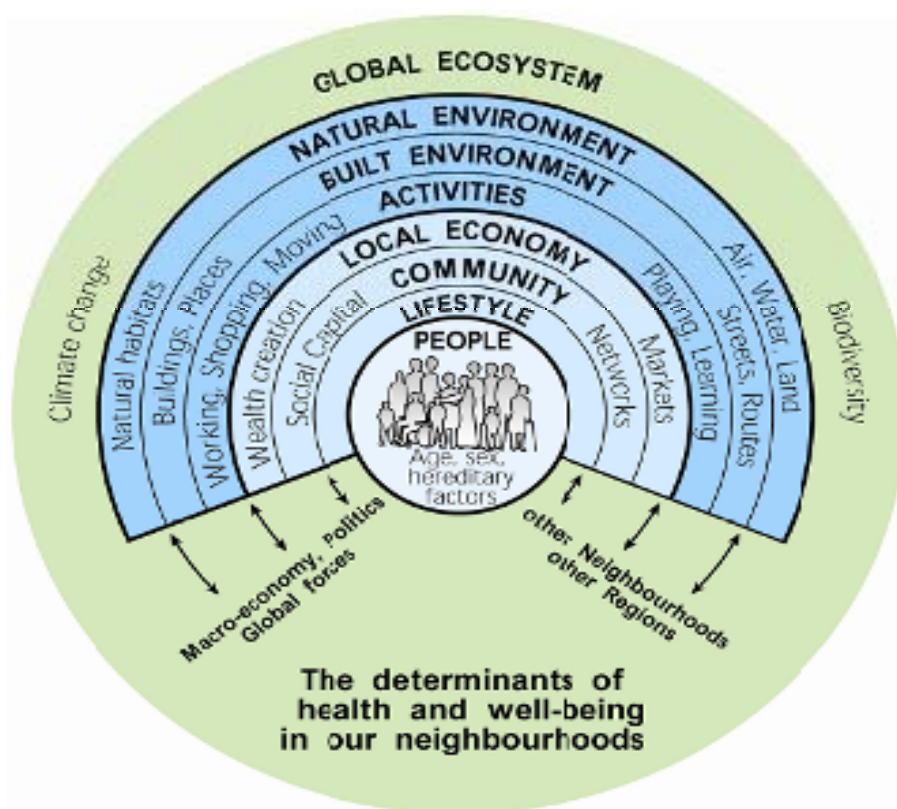 GLOBAL ECOSYSTEM
NATURAL ENVIRONMENT
BUILT ENVIRONMENT
ACTIVITIES
LOCAL ECONOMY
COMMUNITY
LIFESTYLE
PEOPLE
Age, sex,
hereditary
factors
Climate change
Natural habitats
Buildings, Places
Working, Shopping, Moving
Wealth creation
Social Capital
Networks
Markets
Playing, Learning
Streets, Routes
Air, Water, Land
Biodiversity
Macro-economy, Politics
Global forces
other Neighbourhoods
other Regions
The determinants of
health and well-being
in our neighbourhoods